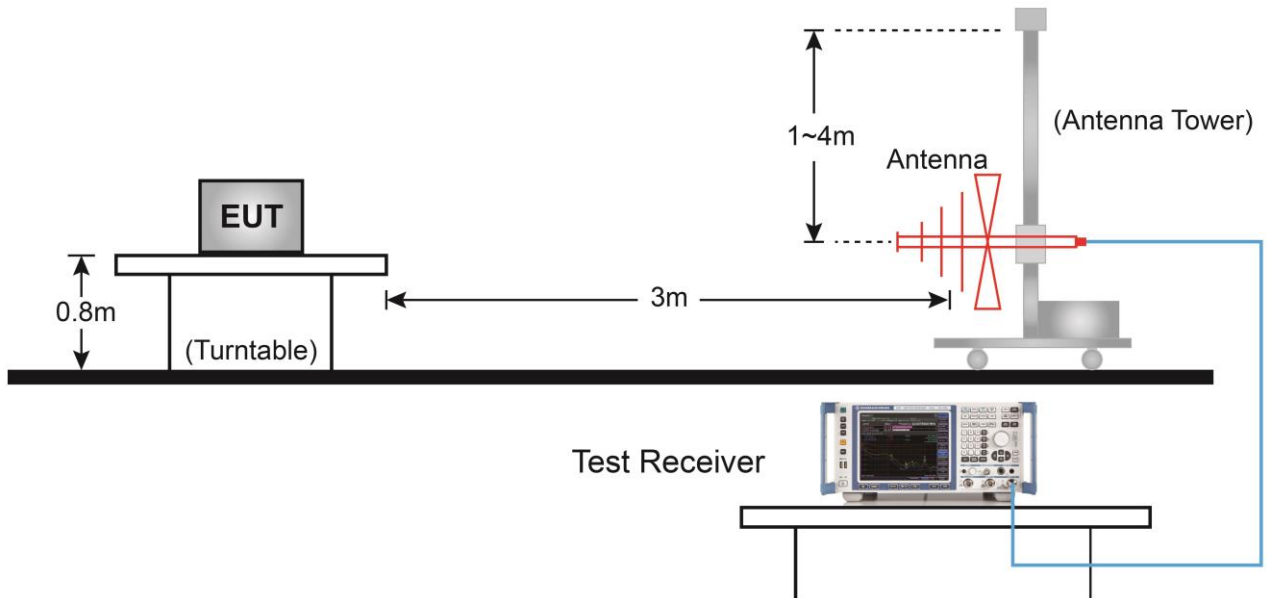 1~4m
(Antenna Tower)
Antenna
EUT
0.8m
3m
(Turntable)
Test Receiver